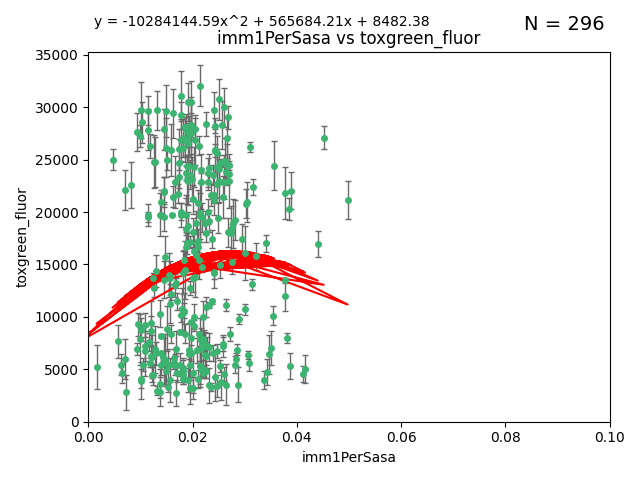 y = -10284144.59x^2 + 565684.21x + 8482.38
N = 296
imm1PerSasa vs toxgreen_fluor
35000
30000
25000
20000
15000
10000
5000
0
toxgreen_fluor
0.00 0.02 0.04 0.06 0.08 0.10
imm1PerSasa